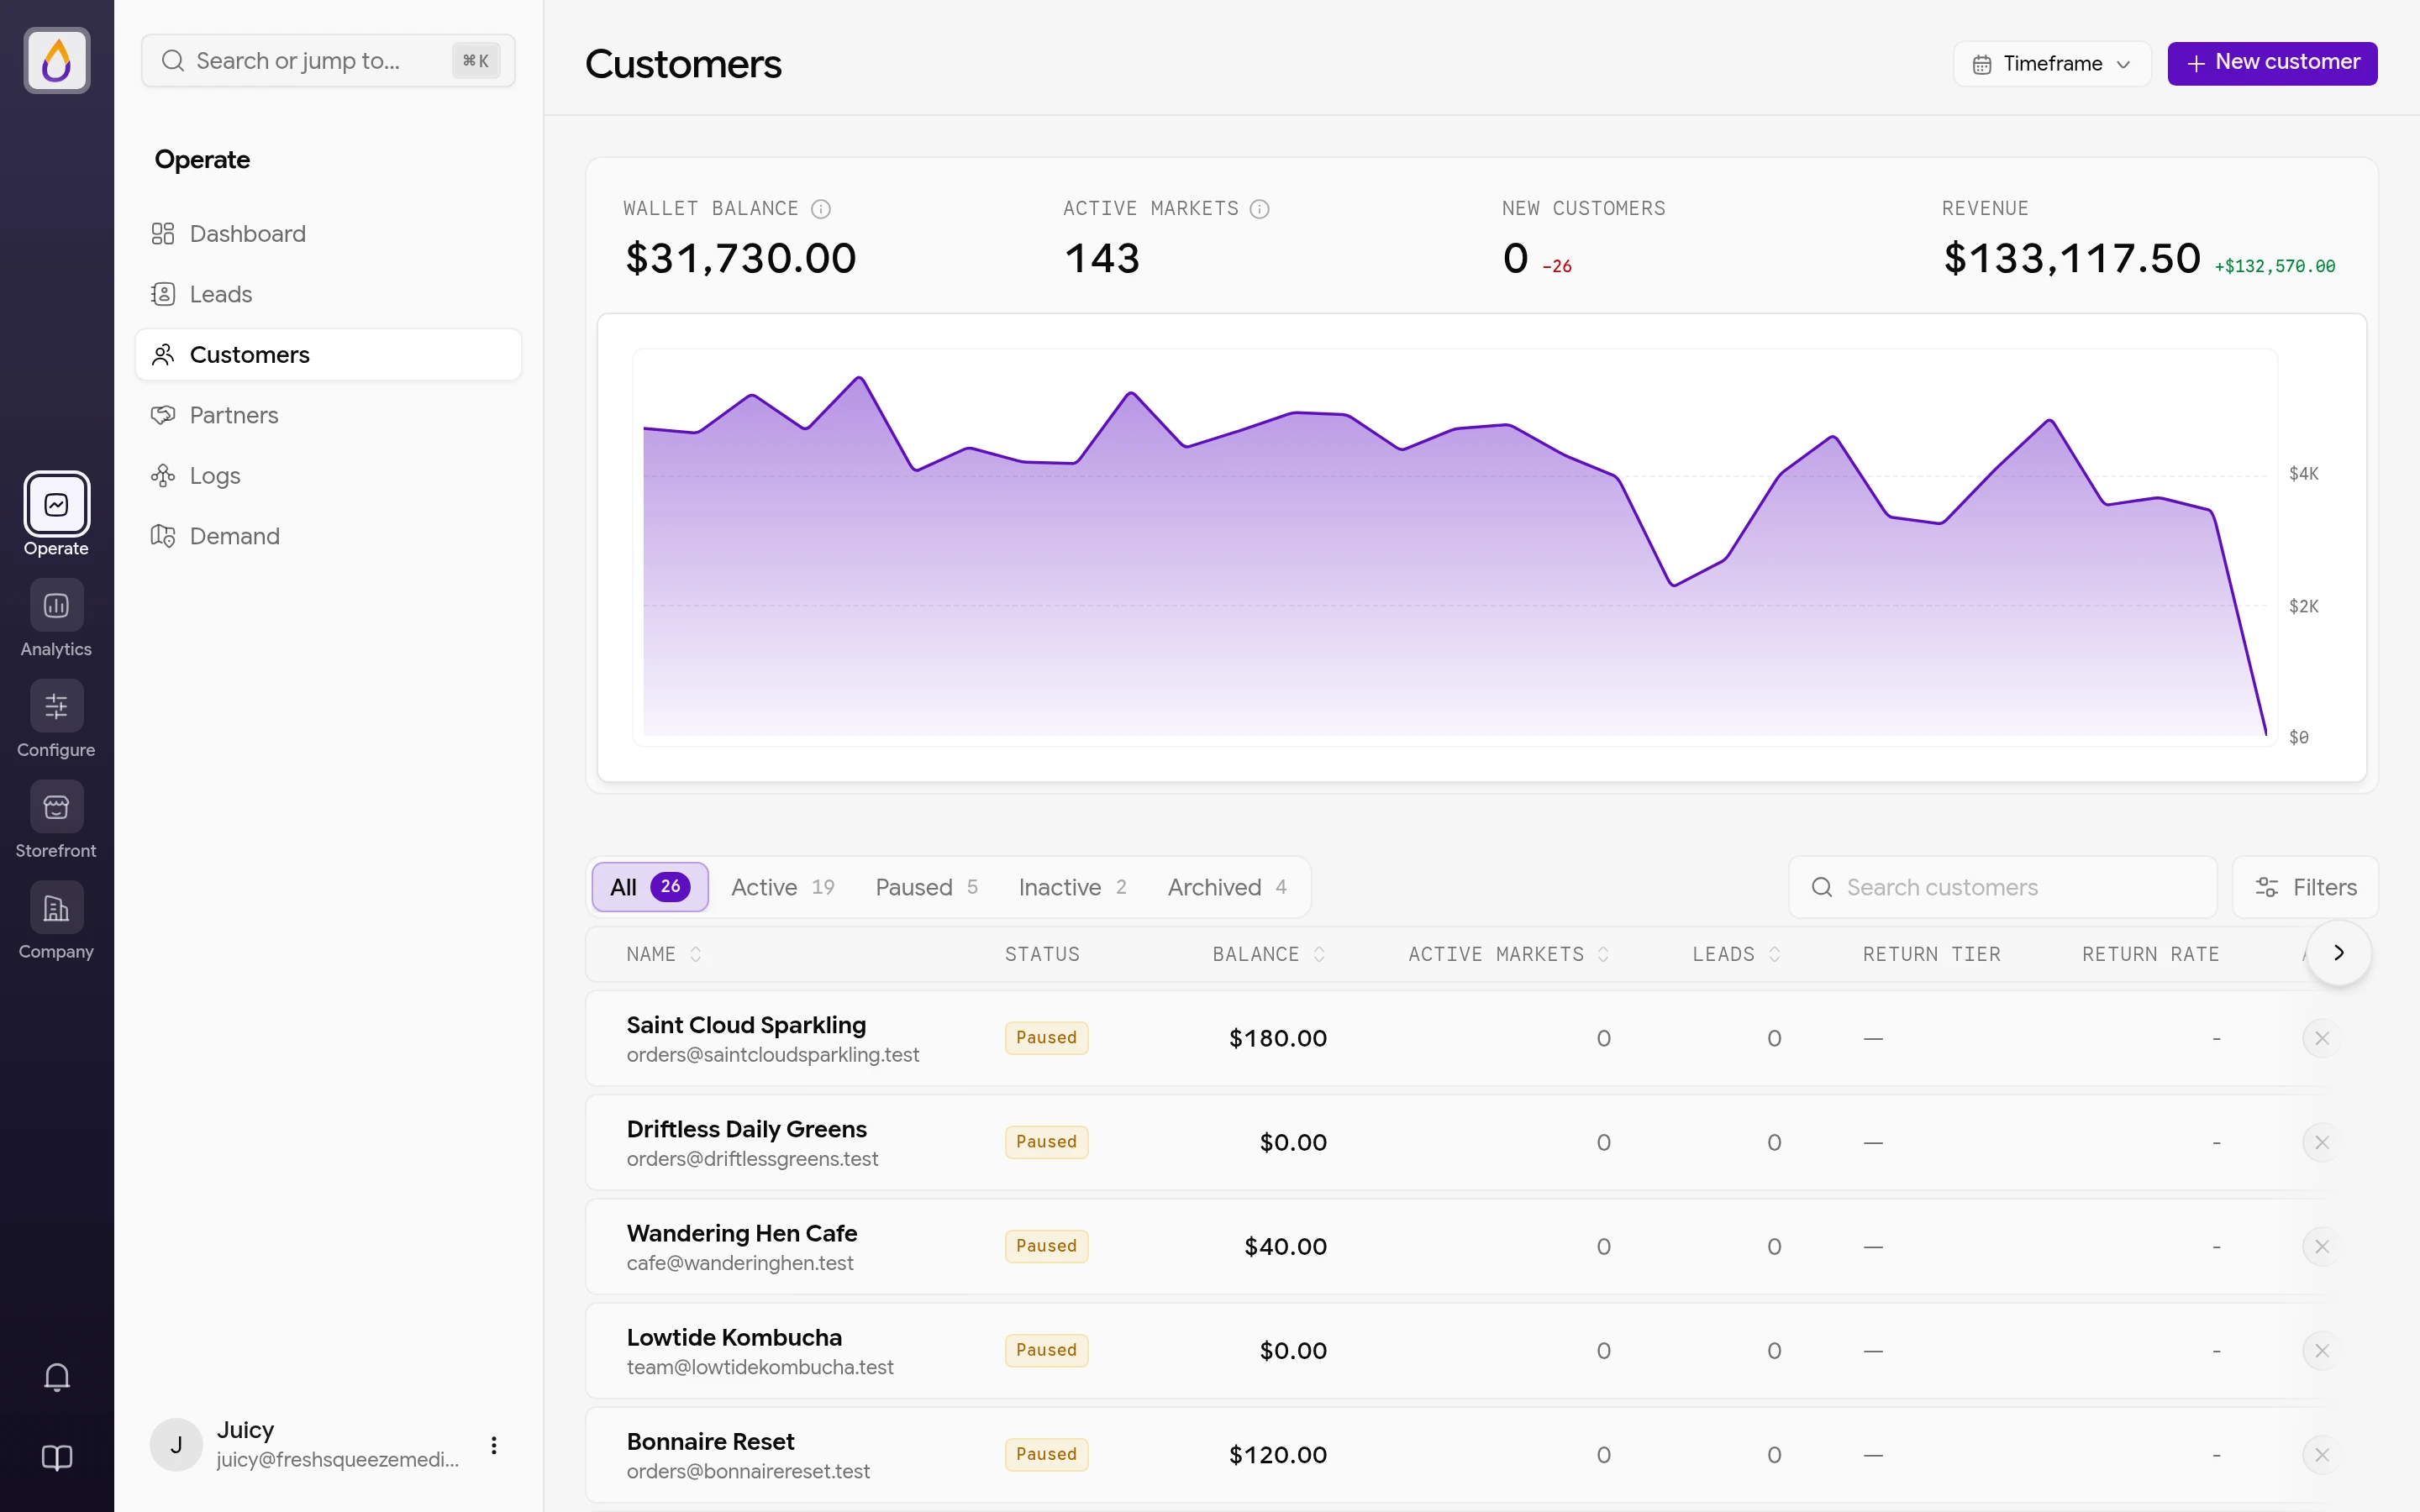 Search or jump to...
⌘K
Customers
Timeframe
New customer
Operate
Dashboard
Leads
Customers
Partners
Logs
Demand
Operate
Analytics
Configure
Storefront
Company
WALLET BALANCE
$31,730.00
ACTIVE MARKETS
143
NEW CUSTOMERS
0 -26
REVENUE
$133,117.50 +$132,570.00
$4K
$2K
$0
All 26
Active 19
Paused 5
Inactive 2
Archived 4
Search customers
Filters
NAME STATUS BALANCE ACTIVE MARKETS LEADS RETURN TIER RETURN RATE
Saint Cloud Sparkling
orders@saintcloudsparkling.test
Paused $180.00 0 0 — -
Driftless Daily Greens
orders@driftlessgreens.test
Paused $0.00 0 0 — -
Wandering Hen Cafe
cafe@wanderinghen.test
Paused $40.00 0 0 — -
Lowtide Kombucha
team@lowtidekombucha.test
Paused $0.00 0 0 — -
Bonnaire Reset
orders@bonnairereset.test
Paused $120.00 0 0 — -
J
Juicy
juicy@freshsqueezemedi...